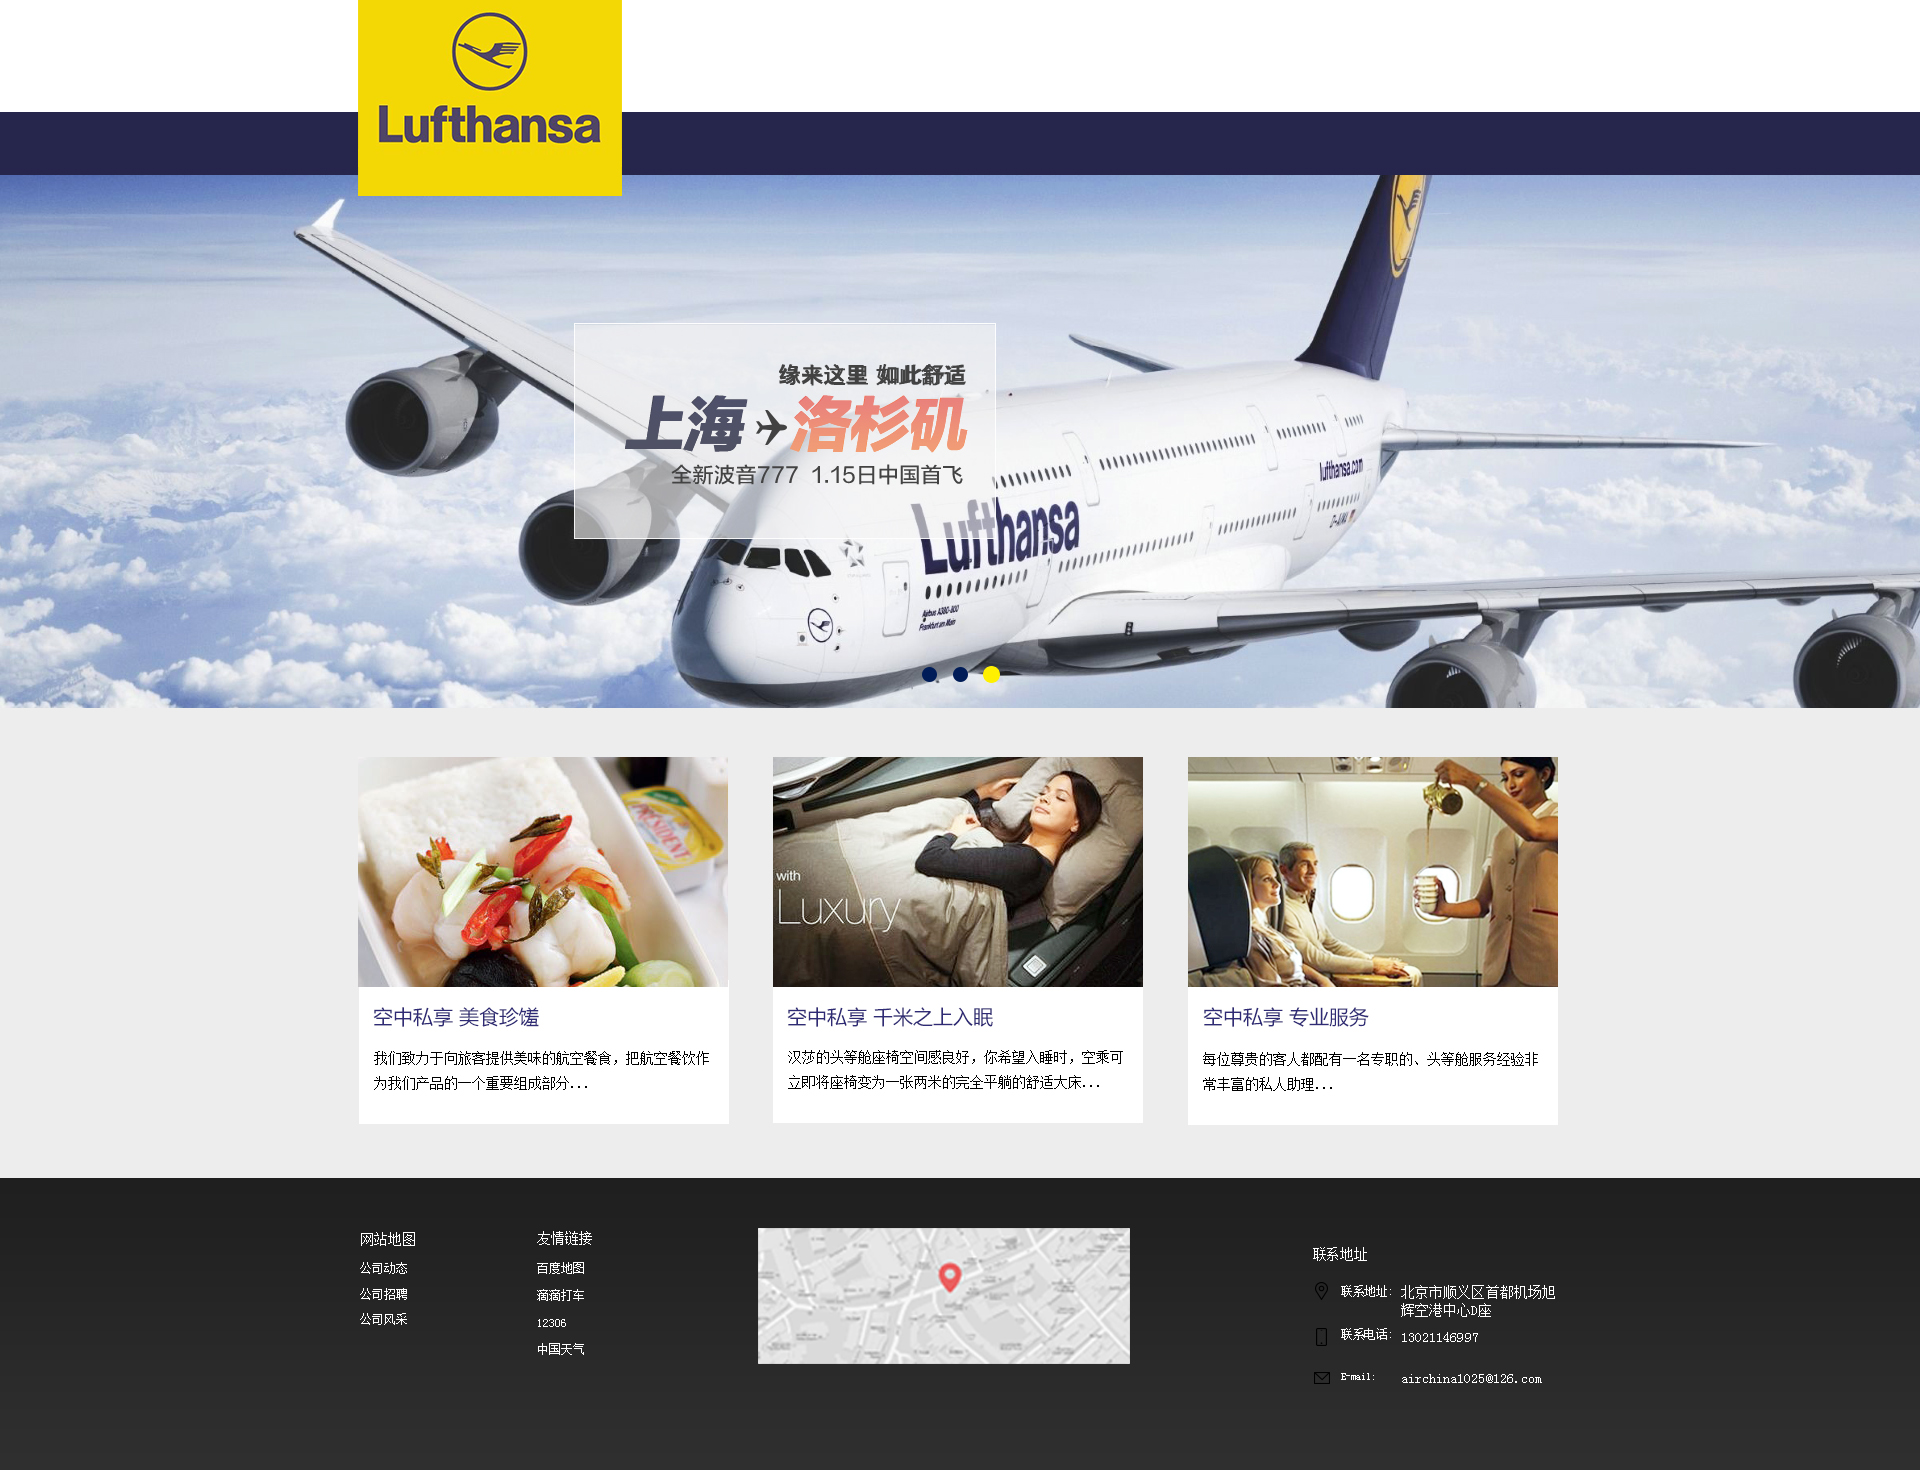 Lufthansa
缘来这里 如此舒适
上海✈洛杉矶
全新波音777 1.15日中国首飞
lufthansa.com
D-AIMA
Lufthansa
Airbus A380-800
Frankfurt am Main
PRÉSIDENT
with
Luxury
空中私享 美食珍馐
我们致力于向旅客提供美味的航空餐食，把航空餐饮作
为我们产品的一个重要组成部分...
空中私享 千米之上入眠
汉莎的头等舱座椅空间感良好，你希望入睡时，空乘可
立即将座椅变为一张两米的完全平躺的舒适大床...
空中私享 专业服务
每位尊贵的客人都配有一名专职的、头等舱服务经验非
常丰富的私人助理...
网站地图
公司动态
公司招聘
公司风采
友情链接
百度地图
滴滴打车
12306
中国天气
联系地址
联系地址: 北京市顺义区首都机场旭
辉空港中心D座
联系电话: 13021146997
E-mail: airchina1025@126.com